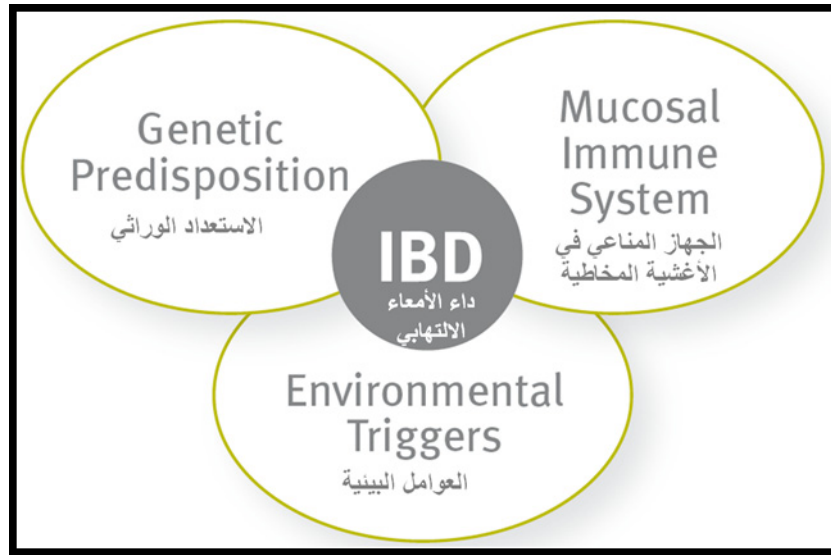 Genetic
Predisposition
الاستعداد الوراثي
Mucosal
Immune
System
الجهاز المناعي في
الأغشية المخاطية
IBD
داء الأمعاء
الالتهابي
Environmental
Triggers
العوامل البيئية